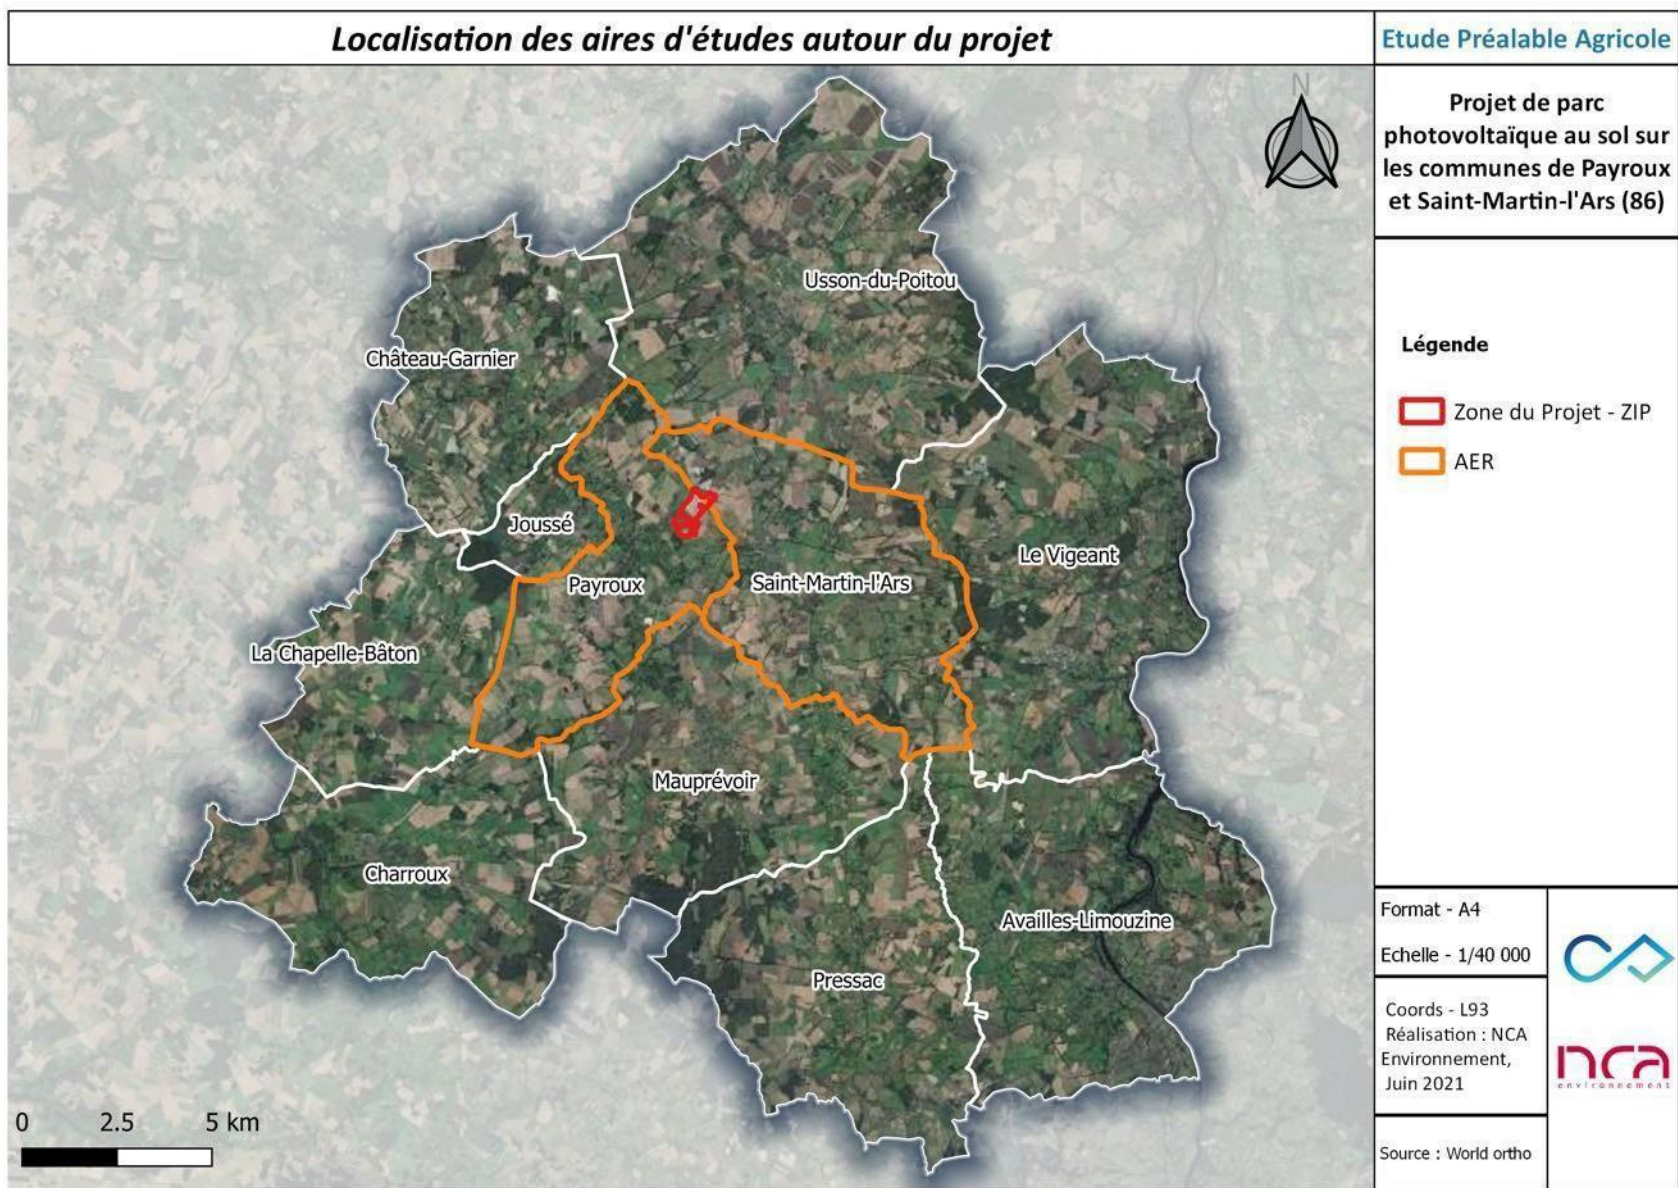 Localisation des aires d'études autour du projet
Etude Préalable Agricole
Projet de parc
photovoltaïque au sol sur
les communes de Payroux
et Saint-Martin-l'Ars (86)
N
Usson-du-Poitou
Château-Garnier
Joussé
Le Vigeant
Payroux
Saint-Martin-l'Ars
La Chapelle-Bâton
Mauprévoir
Charroux
Availles-Limouzine
Pressac
0 2.5 5 km
Légende
Zone du Projet - ZIP
AER
Format - A4
Echelle - 1/40 000
Coords - L93
Réalisation : NCA
Environnement,
Juin 2021
Source : World ortho
nca
environnement